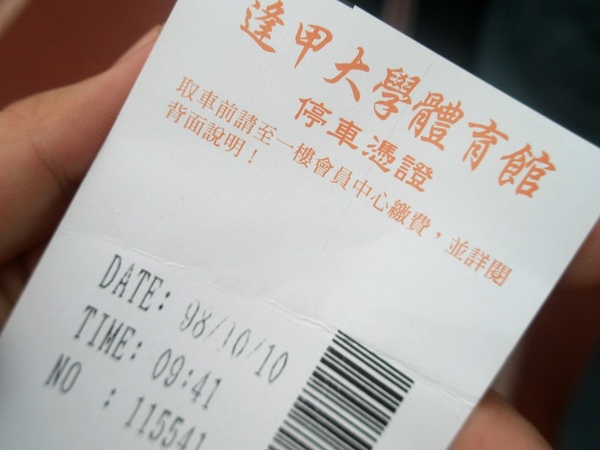 逢甲大學體育館
停車憑證
取車前請至一樓會員中心繳費，並詳閱
背面說明！
DATE: 98/10/10
TIME: 09:41
NO : 115541